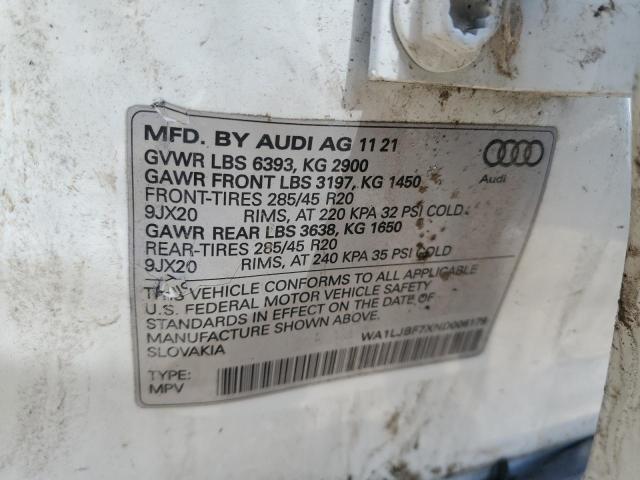 MFD. BY AUDI AG 11 21
GVWR LBS 6393, KG 2900
GAWR FRONT LBS 3197, KG 1450
FRONT-TIRES 285/45 R20
9JX20 RIMS, AT 220 KPA 32 PSI COLD
GAWR REAR LBS 3638, KG 1650
REAR-TIRES 285/45 R20
9JX20 RIMS, AT 240 KPA 35 PSI COLD
THIS VEHICLE CONFORMS TO ALL APPLICABLE
U.S. FEDERAL MOTOR VEHICLE SAFETY
STANDARDS IN EFFECT ON THE DATE OF
MANUFACTURE SHOWN ABOVE.
SLOVAKIA
WA1LJBF7XND006176
TYPE:
MPV
Audi